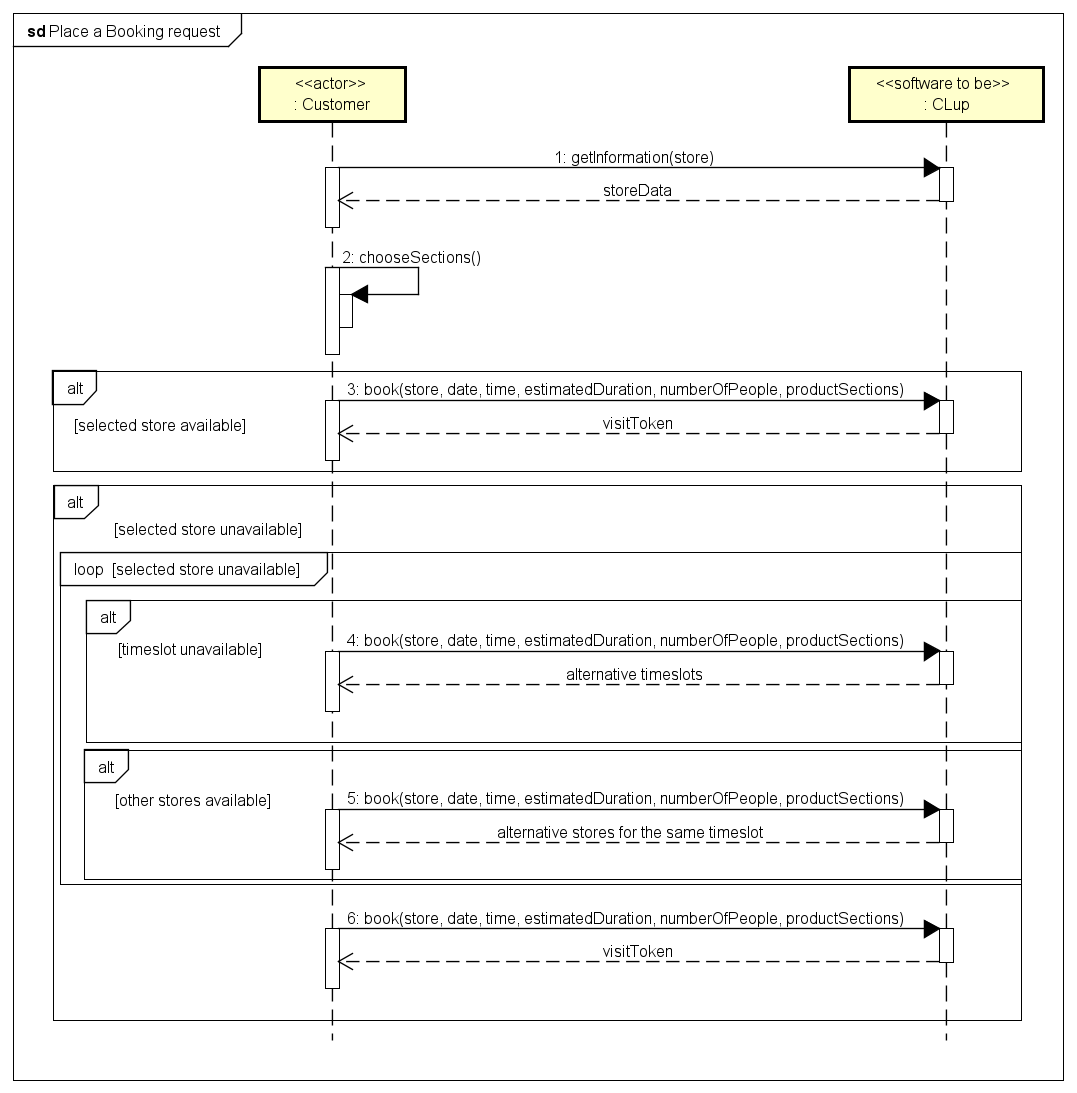 sd Place a Booking request
<<actor>>
: Customer
<<software to be>>
: CLup
1: getInformation(store)
storeData
2: chooseSections()
alt
3: book(store, date, time, estimatedDuration, numberOfPeople, productSections)
[selected store available]
visitToken
alt
[selected store unavailable]
loop [selected store unavailable]
alt
4: book(store, date, time, estimatedDuration, numberOfPeople, productSections)
[timeslot unavailable]
alternative timeslots
alt
5: book(store, date, time, estimatedDuration, numberOfPeople, productSections)
[other stores available]
alternative stores for the same timeslot
6: book(store, date, time, estimatedDuration, numberOfPeople, productSections)
visitToken